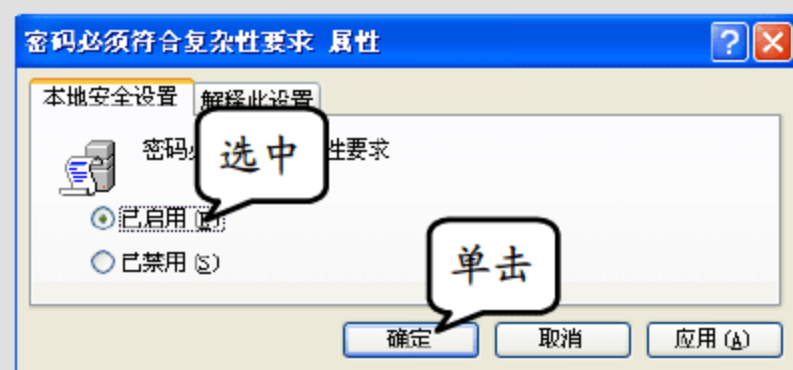 密码必须符合复杂性要求 属性
本地安全设置 解释此设置
密码 性要求
选中
已启用(E)
已禁用(S)
单击
确定 取消 应用(A)